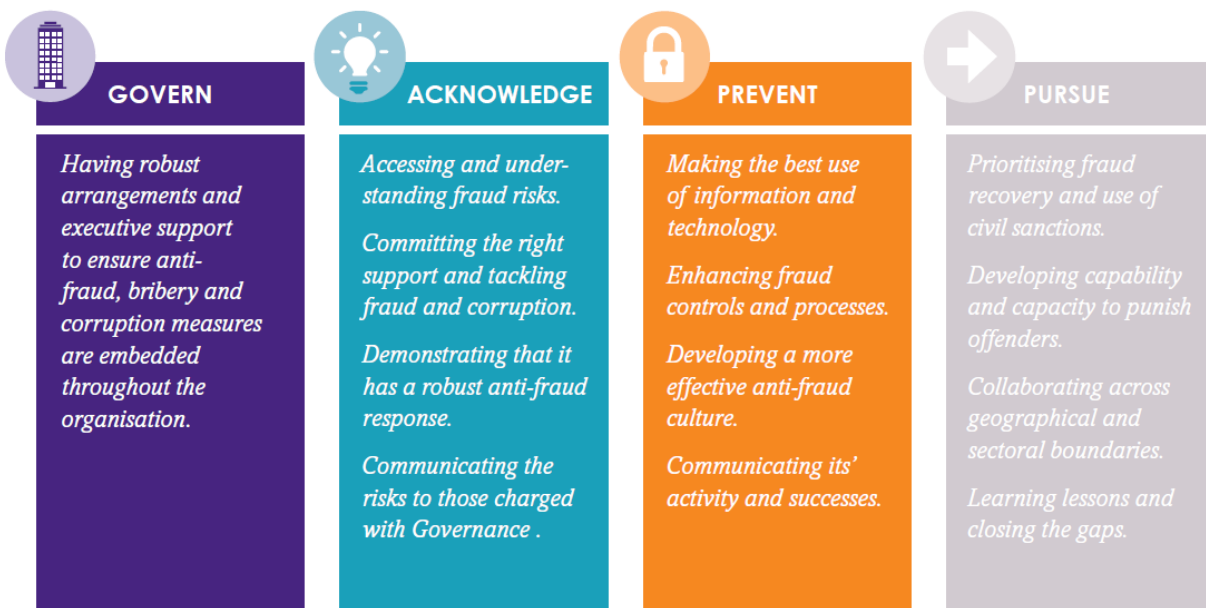 GOVERN
Having robust
arrangements and
executive support
to ensure anti-
fraud, bribery and
corruption measures
are embedded
throughout the
organisation.
ACKNOWLEDGE
Accessing and under-
standing fraud risks.
Committing the right
support and tackling
fraud and corruption.
Demonstrating that it
has a robust anti-fraud
response.
Communicating the
risks to those charged
with Governance .
PREVENT
Making the best use
of information and
technology.
Enhancing fraud
controls and processes.
Developing a more
effective anti-fraud
culture.
Communicating its’
activity and successes.
PURSUE
Prioritising fraud
recovery and use of
civil sanctions.
Developing capability
and capacity to punish
offenders.
Collaborating across
geographical and
sectoral boundaries.
Learning lessons and
closing the gaps.